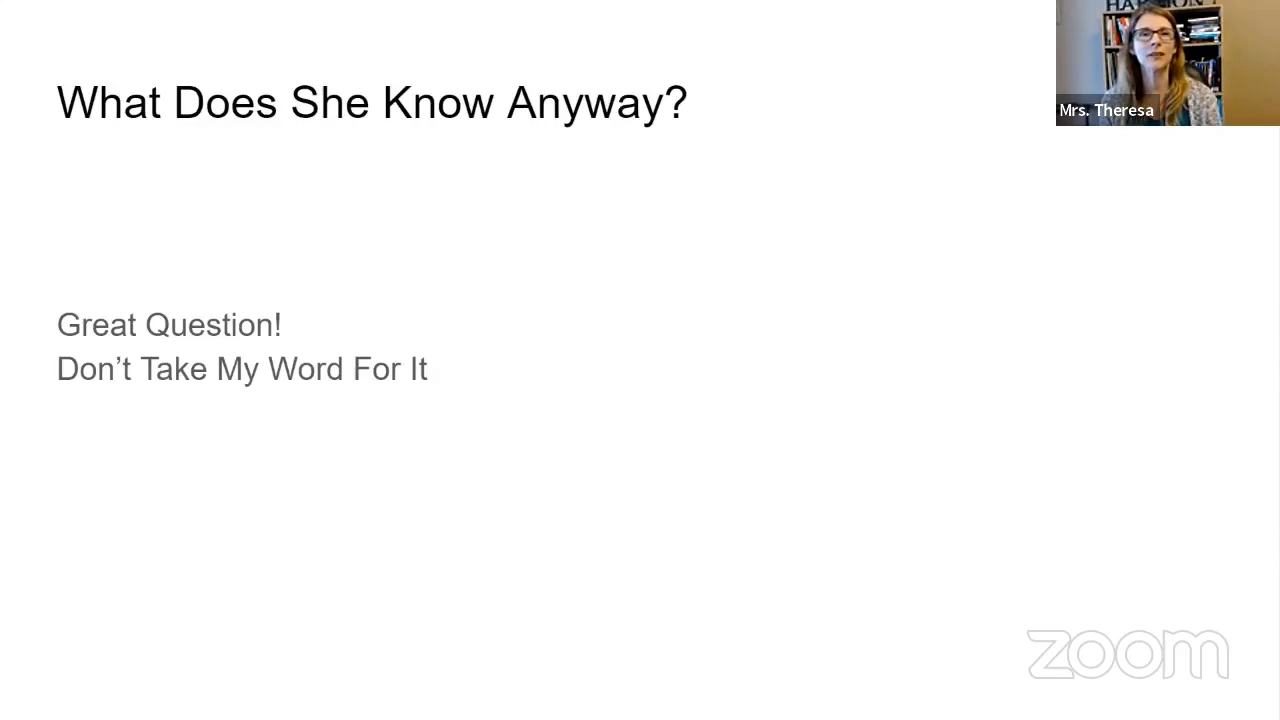 What Does She Know Anyway?
Mrs. Theresa
Great Question!
Don’t Take My Word For It
zoom